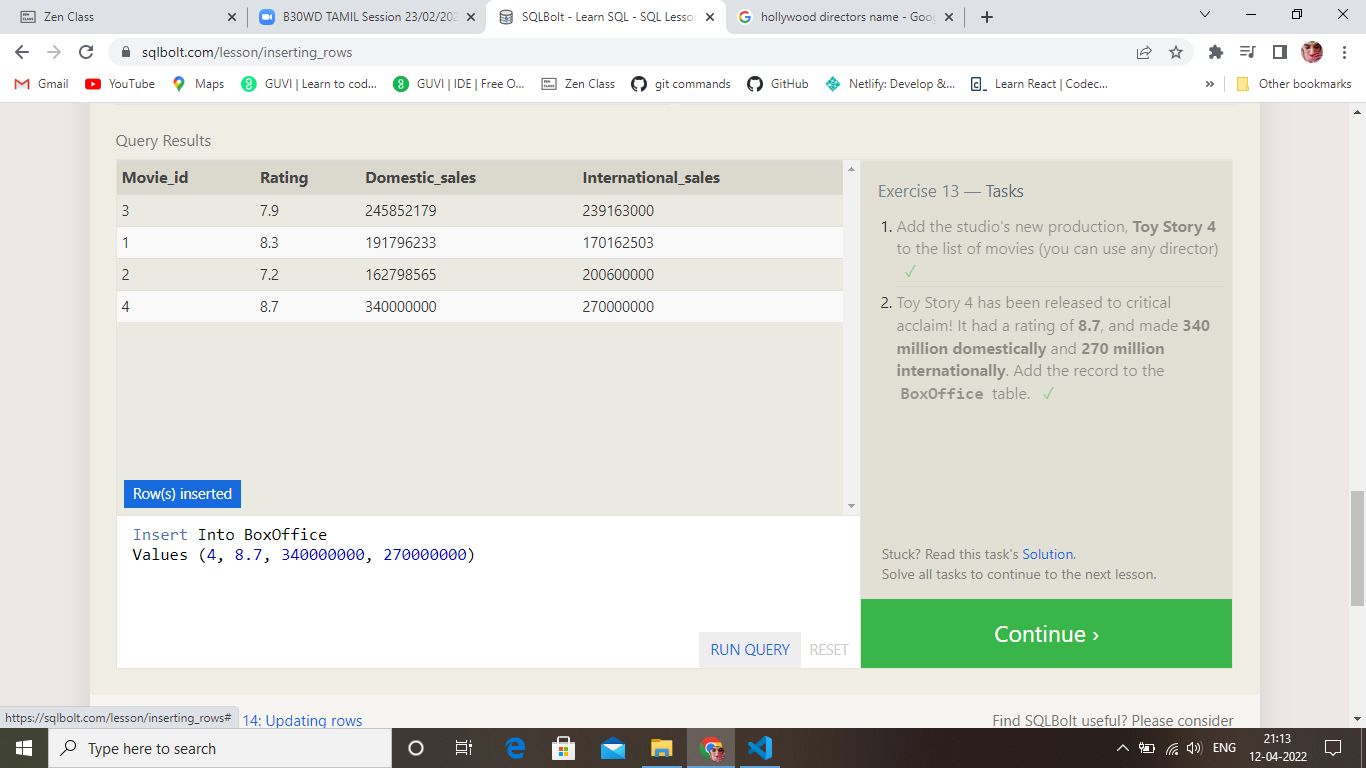 Zen Class
B30WD TAMIL Session 23/02/202
SQLBolt - Learn SQL - SQL Lesso
hollywood directors name - Goo
sqlbolt.com/lesson/inserting_rows
Gmail YouTube Maps GUVI | Learn to cod... GUVI | IDE | Free O... Zen Class git commands GitHub Netlify: Develop &... Learn React | Codec... » Other bookmarks
Query Results
Movie_id Rating Domestic_sales International_sales
3 7.9 245852179 239163000
1 8.3 191796233 170162503
2 7.2 162798565 200600000
4 8.7 340000000 270000000
Row(s) inserted
Insert Into BoxOffice
Values (4, 8.7, 340000000, 270000000)
RUN QUERY RESET
Exercise 13 — Tasks
1. Add the studio's new production, Toy Story 4
to the list of movies (you can use any director)
✓
2. Toy Story 4 has been released to critical
acclaim! It had a rating of 8.7, and made 340
million domestically and 270 million
internationally. Add the record to the
BoxOffice table. ✓
Stuck? Read this task's Solution.
Solve all tasks to continue to the next lesson.
Continue ›
https://sqlbolt.com/lesson/inserting_rows#
14: Updating rows
Find SQLBolt useful? Please consider
Type here to search
ENG
21:13
12-04-2022